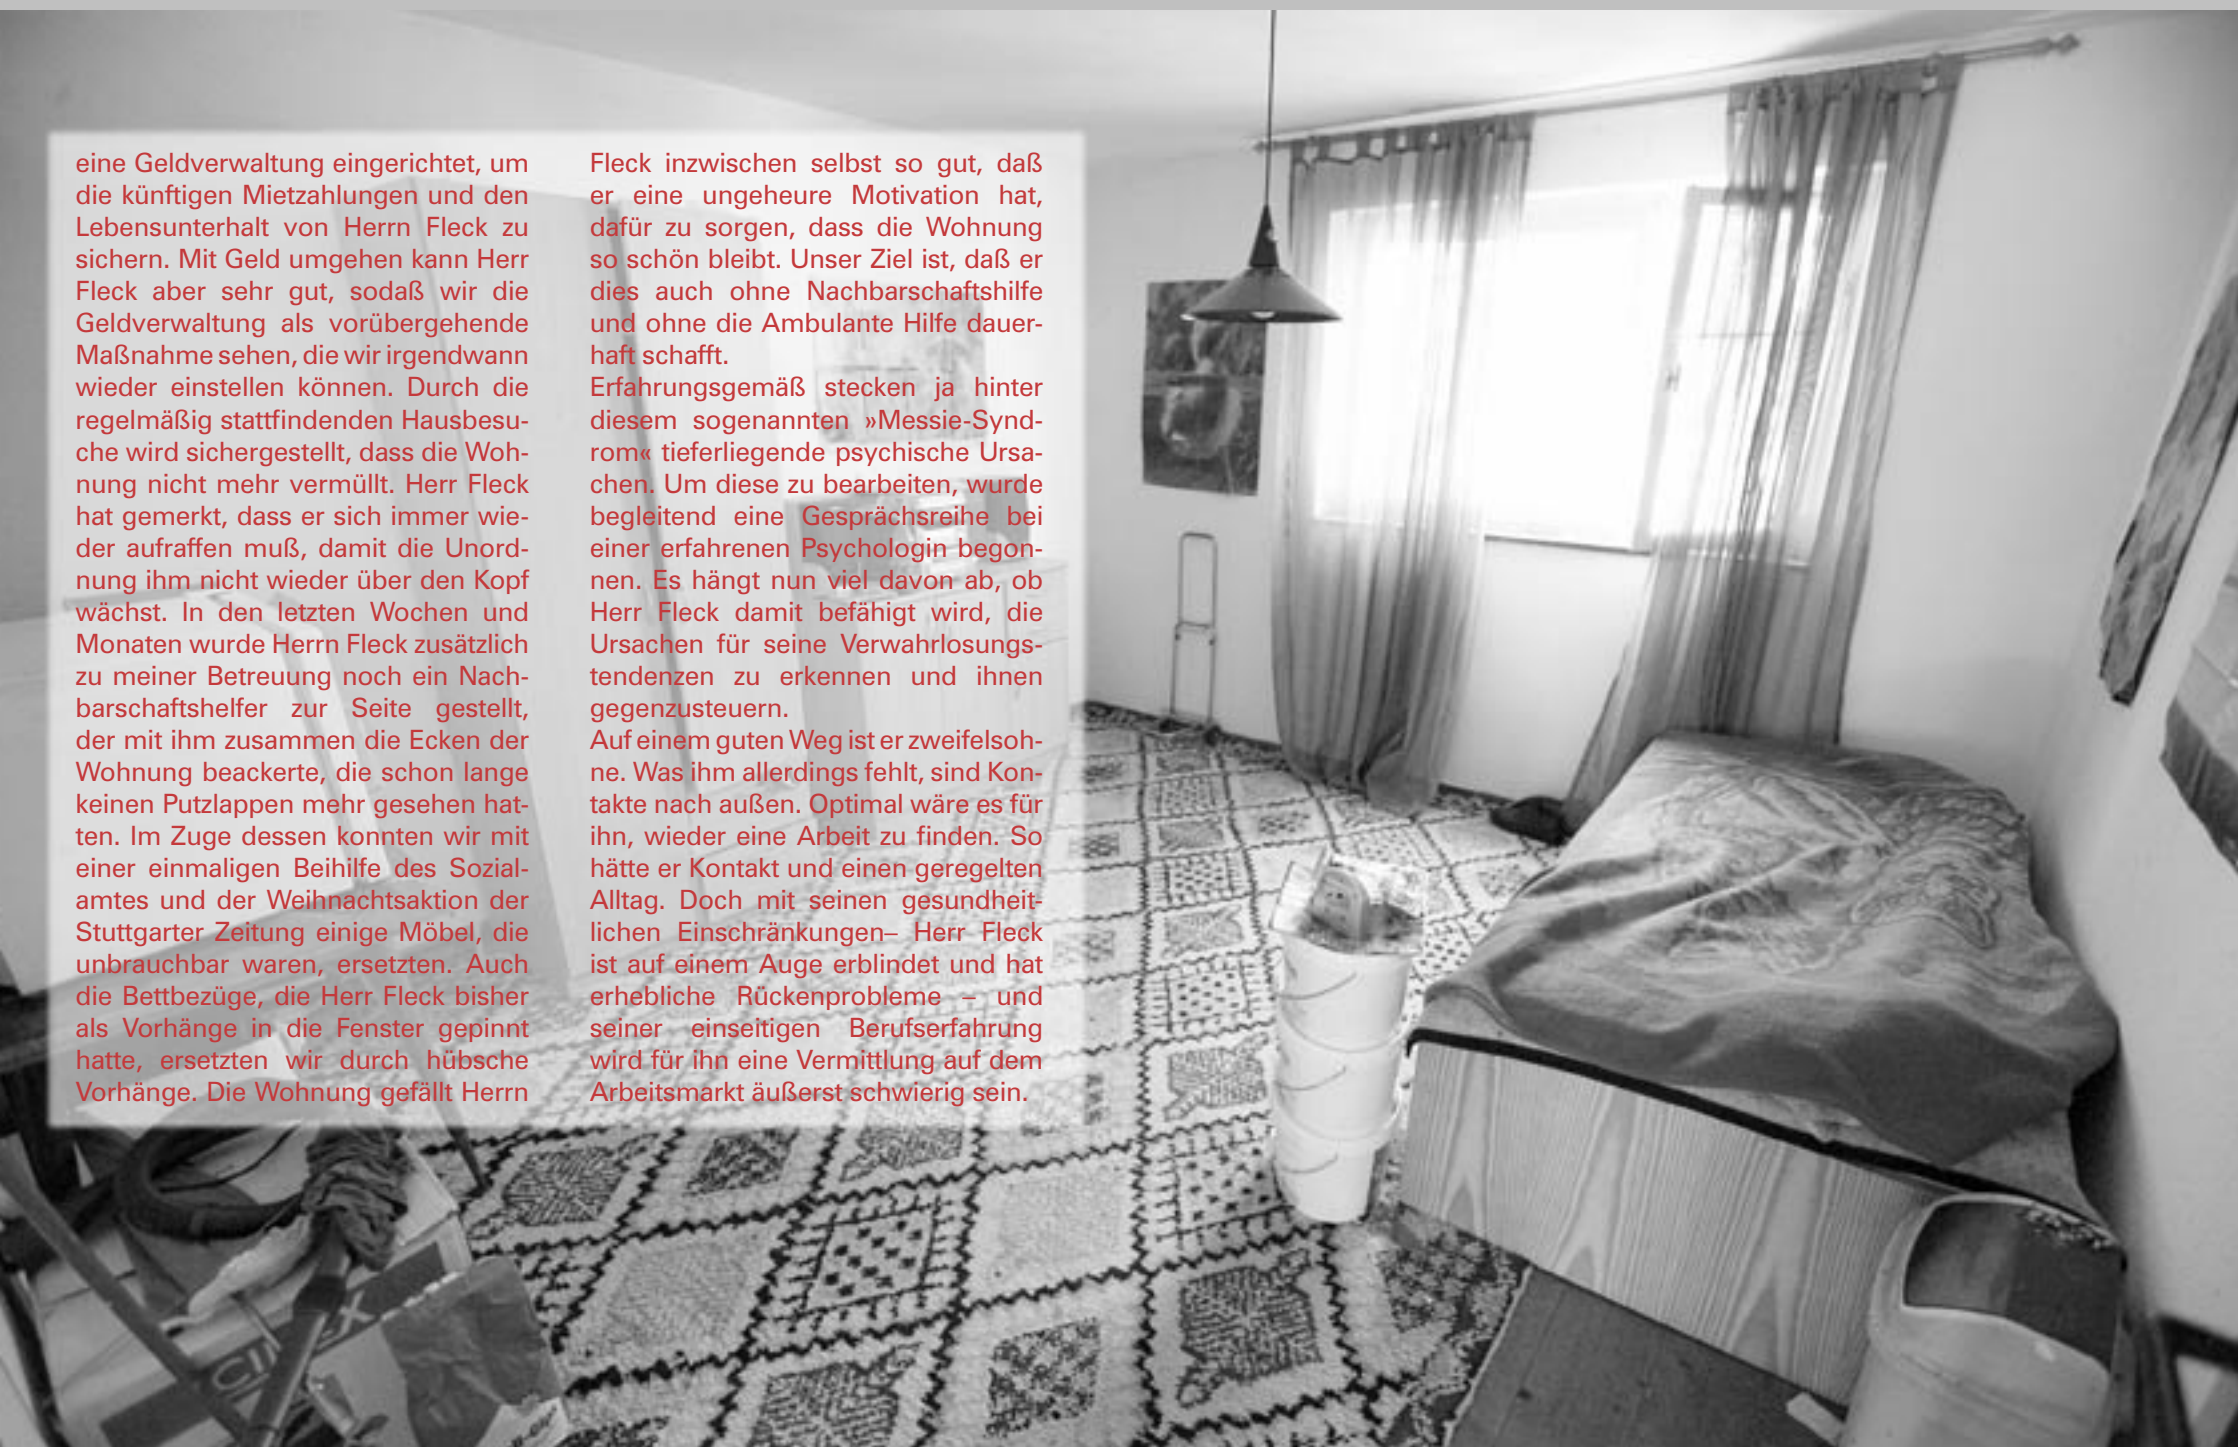 eine Geldverwaltung eingerichtet, um
die künftigen Mietzahlungen und den
Lebensunterhalt von Herrn Fleck zu
sichern. Mit Geld umgehen kann Herr
Fleck aber sehr gut, sodaß wir die
Geldverwaltung als vorübergehende
Maßnahme sehen, die wir irgendwann
wieder einstellen können. Durch die
regelmäßig stattfindenden Hausbesu-
che wird sichergestellt, dass die Woh-
nung nicht mehr vermüllt. Herr Fleck
hat gemerkt, dass er sich immer wie-
der aufraffen muß, damit die Unord-
nung ihm nicht wieder über den Kopf
wächst. In den letzten Wochen und
Monaten wurde Herrn Fleck zusätzlich
zu meiner Betreuung noch ein Nach-
barschaftshelfer zur Seite gestellt,
der mit ihm zusammen die Ecken der
Wohnung beackerte, die schon lange
keinen Putzlappen mehr gesehen hat-
ten. Im Zuge dessen konnten wir mit
einer einmaligen Beihilfe des Sozial-
amtes und der Weihnachtsaktion der
Stuttgarter Zeitung einige Möbel, die
unbrauchbar waren, ersetzten. Auch
die Bettbezüge, die Herr Fleck bisher
als Vorhänge in die Fenster gepinnt
hatte, ersetzten wir durch hübsche
Vorhänge. Die Wohnung gefällt Herrn
Fleck inzwischen selbst so gut, daß
er eine ungeheure Motivation hat,
dafür zu sorgen, dass die Wohnung
so schön bleibt. Unser Ziel ist, daß er
dies auch ohne Nachbarschaftshilfe
und ohne die Ambulante Hilfe dauer-
haft schafft.
Erfahrungsgemäß stecken ja hinter
diesem sogenannten »Messie-Synd-
rom« tieferliegende psychische Ursa-
chen. Um diese zu bearbeiten, wurde
begleitend eine Gesprächsreihe bei
einer erfahrenen Psychologin begon-
nen. Es hängt nun viel davon ab, ob
Herr Fleck damit befähigt wird, die
Ursachen für seine Verwahrlosungs-
tendenzen zu erkennen und ihnen
gegenzusteuern.
Auf einem guten Weg ist er zweifelsoh-
ne. Was ihm allerdings fehlt, sind Kon-
takte nach außen. Optimal wäre es für
ihn, wieder eine Arbeit zu finden. So
hätte er Kontakt und einen geregelten
Alltag. Doch mit seinen gesundheit-
lichen Einschränkungen– Herr Fleck
ist auf einem Auge erblindet und hat
erhebliche Rückenprobleme – und
seiner einseitigen Berufserfahrung
wird für ihn eine Vermittlung auf dem
Arbeitsmarkt äußerst schwierig sein.